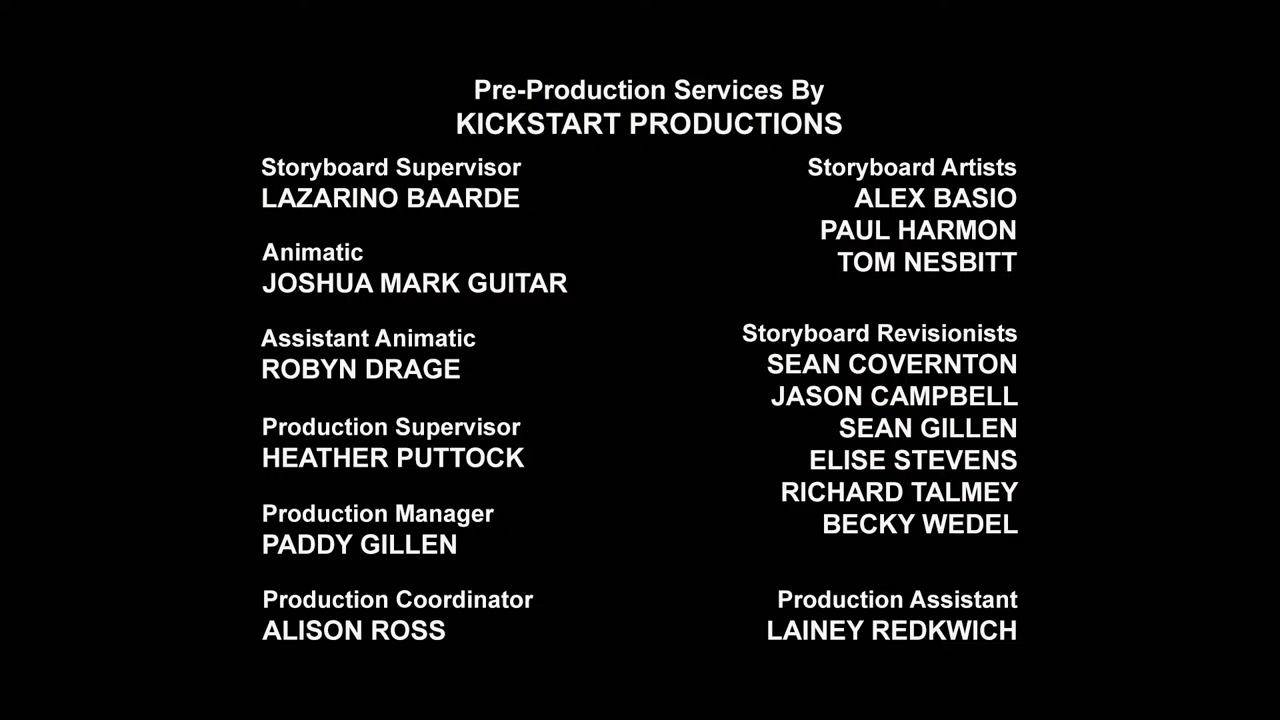 Pre-Production Services By
KICKSTART PRODUCTIONS
Storyboard Supervisor
LAZARINO BAARDE
Animatic
JOSHUA MARK GUITAR
Assistant Animatic
ROBYN DRAGE
Production Supervisor
HEATHER PUTTOCK
Production Manager
PADDY GILLEN
Production Coordinator
ALISON ROSS
Storyboard Artists
ALEX BASIO
PAUL HARMON
TOM NESBITT
Storyboard Revisionists
SEAN COVERNTON
JASON CAMPBELL
SEAN GILLEN
ELISE STEVENS
RICHARD TALMEY
BECKY WEDEL
Production Assistant
LAINEY REDKWICH